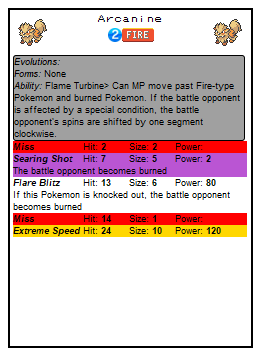 Arcanine
2 FIRE
Evolutions:
Forms: None
Ability: Flame Turbine> Can MP move past Fire-type
Pokemon and burned Pokemon. If the battle opponent
is affected by a special condition, the battle
opponent's spins are shifted by one segment
clockwise.
Miss Hit: 2 Size: 2 Power:
Searing Shot Hit: 7 Size: 5 Power: 2
The battle opponent becomes burned
Flare Blitz Hit: 13 Size: 6 Power: 80
If this Pokemon is knocked out, the battle opponent
becomes burned
Miss Hit: 14 Size: 1 Power:
Extreme Speed Hit: 24 Size: 10 Power: 120